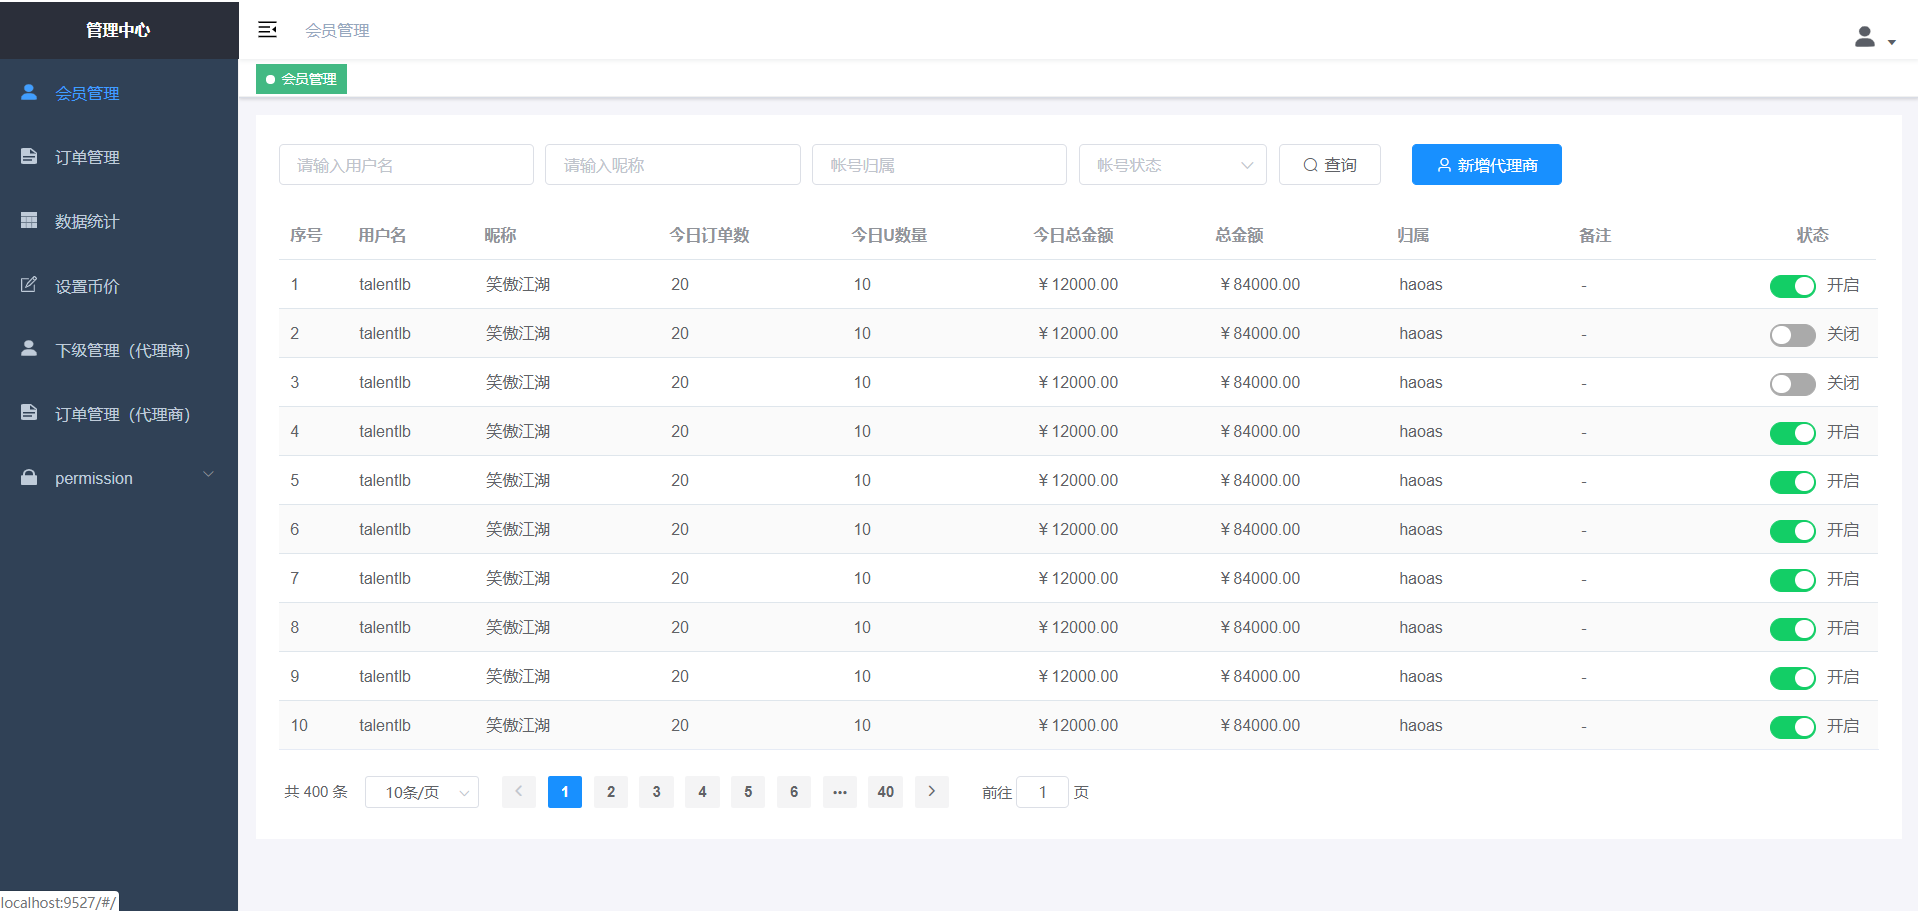 管理中心
会员管理
会员管理
订单管理
数据统计
设置币价
下级管理（代理商）
订单管理（代理商）
permission
会员管理
请输入用户名 请输入昵称 帐号归属 帐号状态 查询 新增代理商
序号 用户名 昵称 今日订单数 今日U数量 今日总金额 总金额 归属 备注 状态
1 talentlb 笑傲江湖 20 10 ¥12000.00 ¥84000.00 haoas - 开启
2 talentlb 笑傲江湖 20 10 ¥12000.00 ¥84000.00 haoas - 关闭
3 talentlb 笑傲江湖 20 10 ¥12000.00 ¥84000.00 haoas - 关闭
4 talentlb 笑傲江湖 20 10 ¥12000.00 ¥84000.00 haoas - 开启
5 talentlb 笑傲江湖 20 10 ¥12000.00 ¥84000.00 haoas - 开启
6 talentlb 笑傲江湖 20 10 ¥12000.00 ¥84000.00 haoas - 开启
7 talentlb 笑傲江湖 20 10 ¥12000.00 ¥84000.00 haoas - 开启
8 talentlb 笑傲江湖 20 10 ¥12000.00 ¥84000.00 haoas - 开启
9 talentlb 笑傲江湖 20 10 ¥12000.00 ¥84000.00 haoas - 开启
10 talentlb 笑傲江湖 20 10 ¥12000.00 ¥84000.00 haoas - 开启
共 400 条 10条/页 1 2 3 4 5 6 ••• 40 前往 1 页
localhost:9527/#/